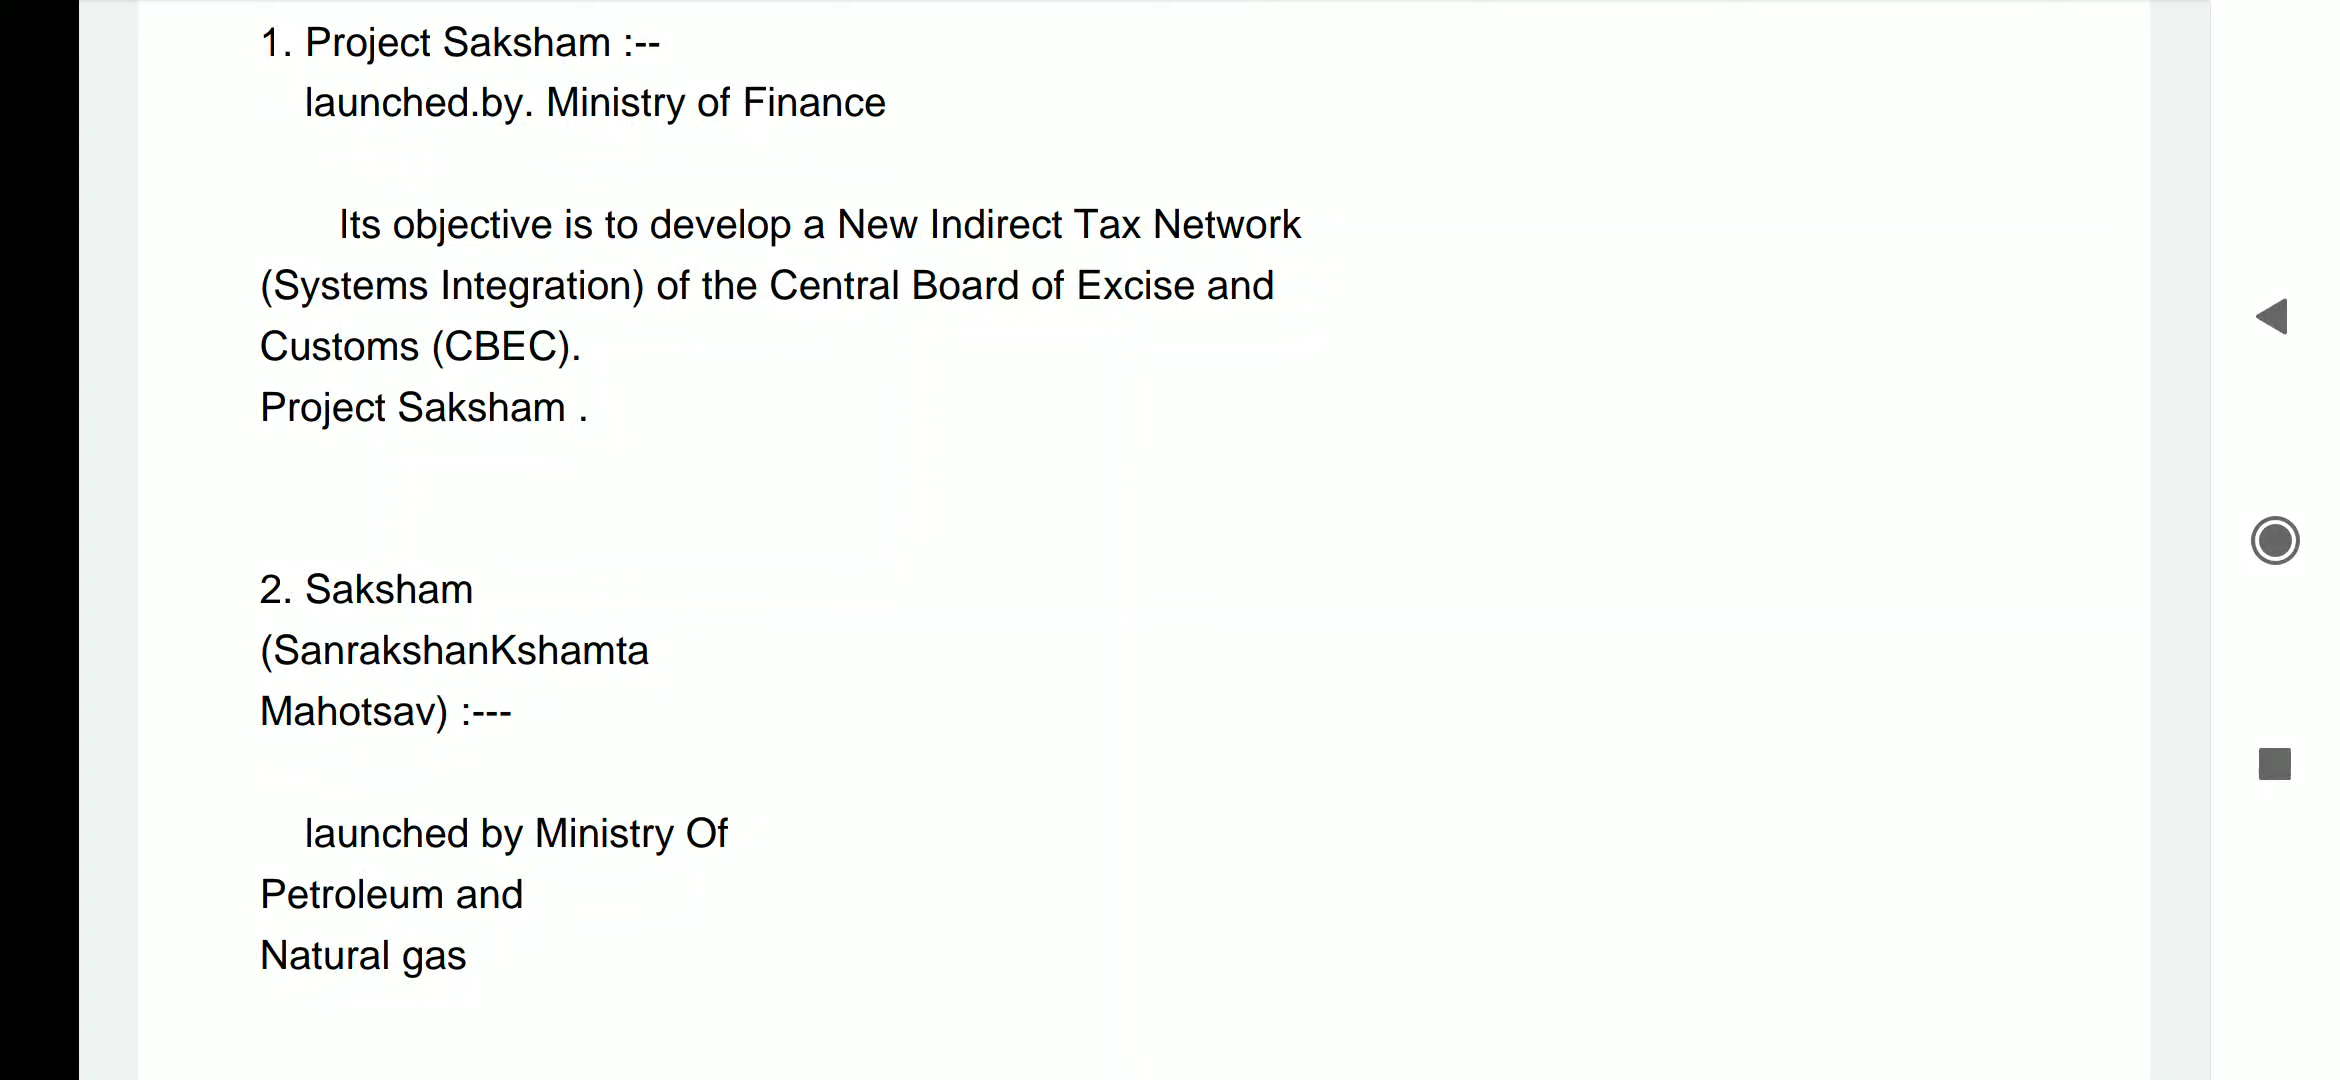 1. Project Saksham :--
launched.by. Ministry of Finance
Its objective is to develop a New Indirect Tax Network
(Systems Integration) of the Central Board of Excise and
Customs (CBEC).
Project Saksham .
2. Saksham
(SanrakshanKshamta
Mahotsav) :---
launched by Ministry Of
Petroleum and
Natural gas